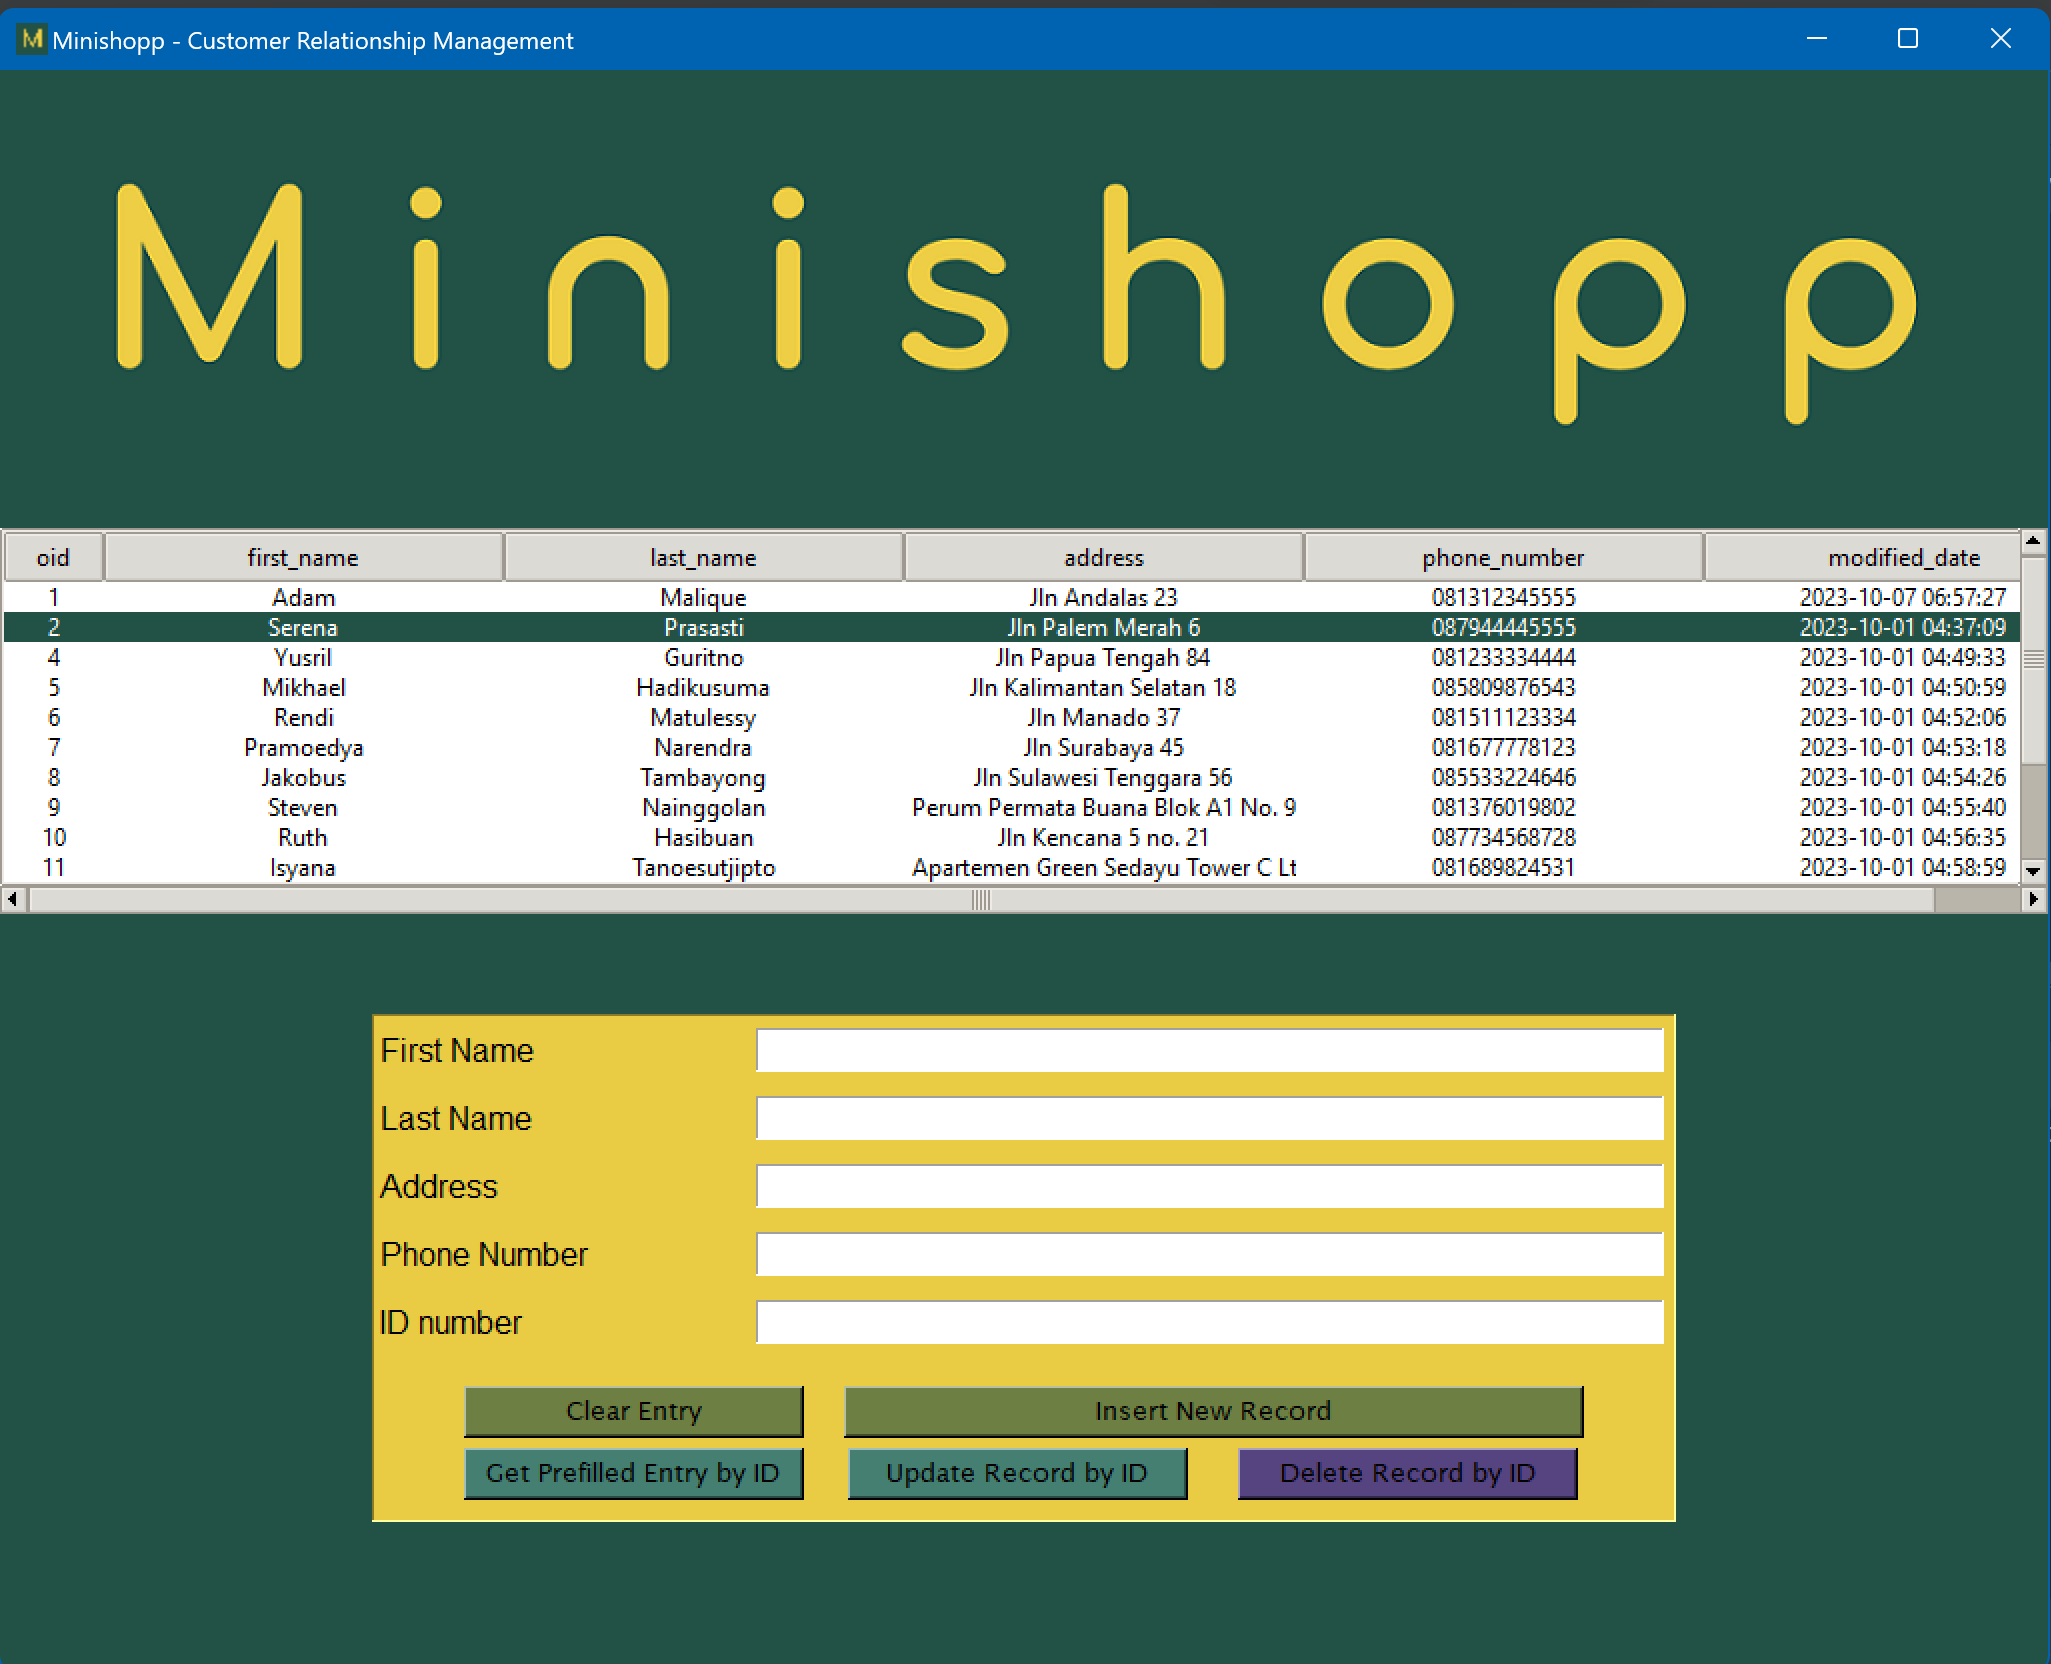 M Minishopp - Customer Relationship Management
Minishopp
oid first_name last_name address phone_number modified_date
1 Adam Malique Jln Andalas 23 081312345555 2023-10-07 06:57:27
2 Serena Prasasti Jln Palem Merah 6 087944445555 2023-10-01 04:37:09
4 Yusril Guritno Jln Papua Tengah 84 081233334444 2023-10-01 04:49:33
5 Mikhael Hadikusuma Jln Kalimantan Selatan 18 085809876543 2023-10-01 04:50:59
6 Rendi Matulessy Jln Manado 37 081511123334 2023-10-01 04:52:06
7 Pramoedya Narendra Jln Surabaya 45 081677778123 2023-10-01 04:53:18
8 Jakobus Tambayong Jln Sulawesi Tenggara 56 085533224646 2023-10-01 04:54:26
9 Steven Nainggolan Perum Permata Buana Blok A1 No. 9 081376019802 2023-10-01 04:55:40
10 Ruth Hasibuan Jln Kencana 5 no. 21 087734568728 2023-10-01 04:56:35
11 Isyana Tanoesutjipto Apartemen Green Sedayu Tower C Lt 081689824531 2023-10-01 04:58:59
First Name
Last Name
Address
Phone Number
ID number
Clear Entry Insert New Record
Get Prefilled Entry by ID Update Record by ID Delete Record by ID